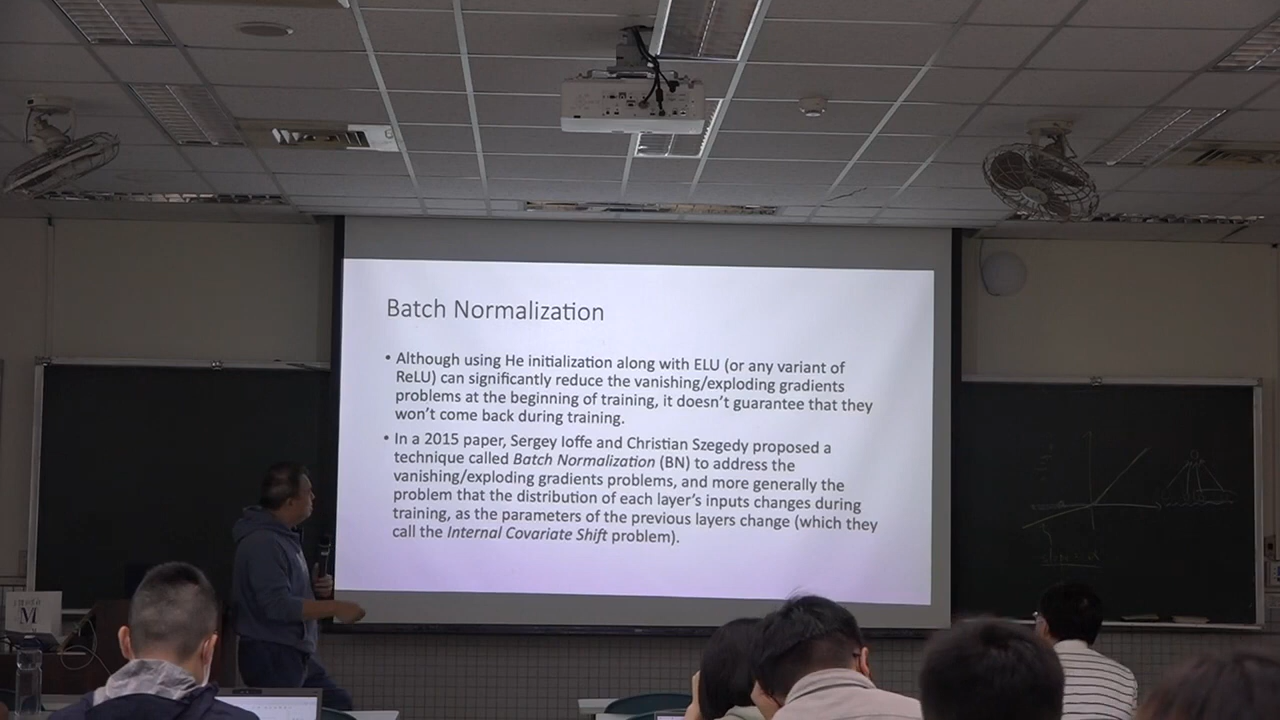 Batch Normalization
• Although using He initialization along with ELU (or any variant of
ReLU) can significantly reduce the vanishing/exploding gradients
problems at the beginning of training, it doesn't guarantee that they
won't come back during training.
• In a 2015 paper, Sergey Ioffe and Christian Szegedy proposed a
technique called Batch Normalization (BN) to address the
vanishing/exploding gradients problems, and more generally the
problem that the distribution of each layer's inputs changes during
training, as the parameters of the previous layers change (which they
call the Internal Covariate Shift problem).
M